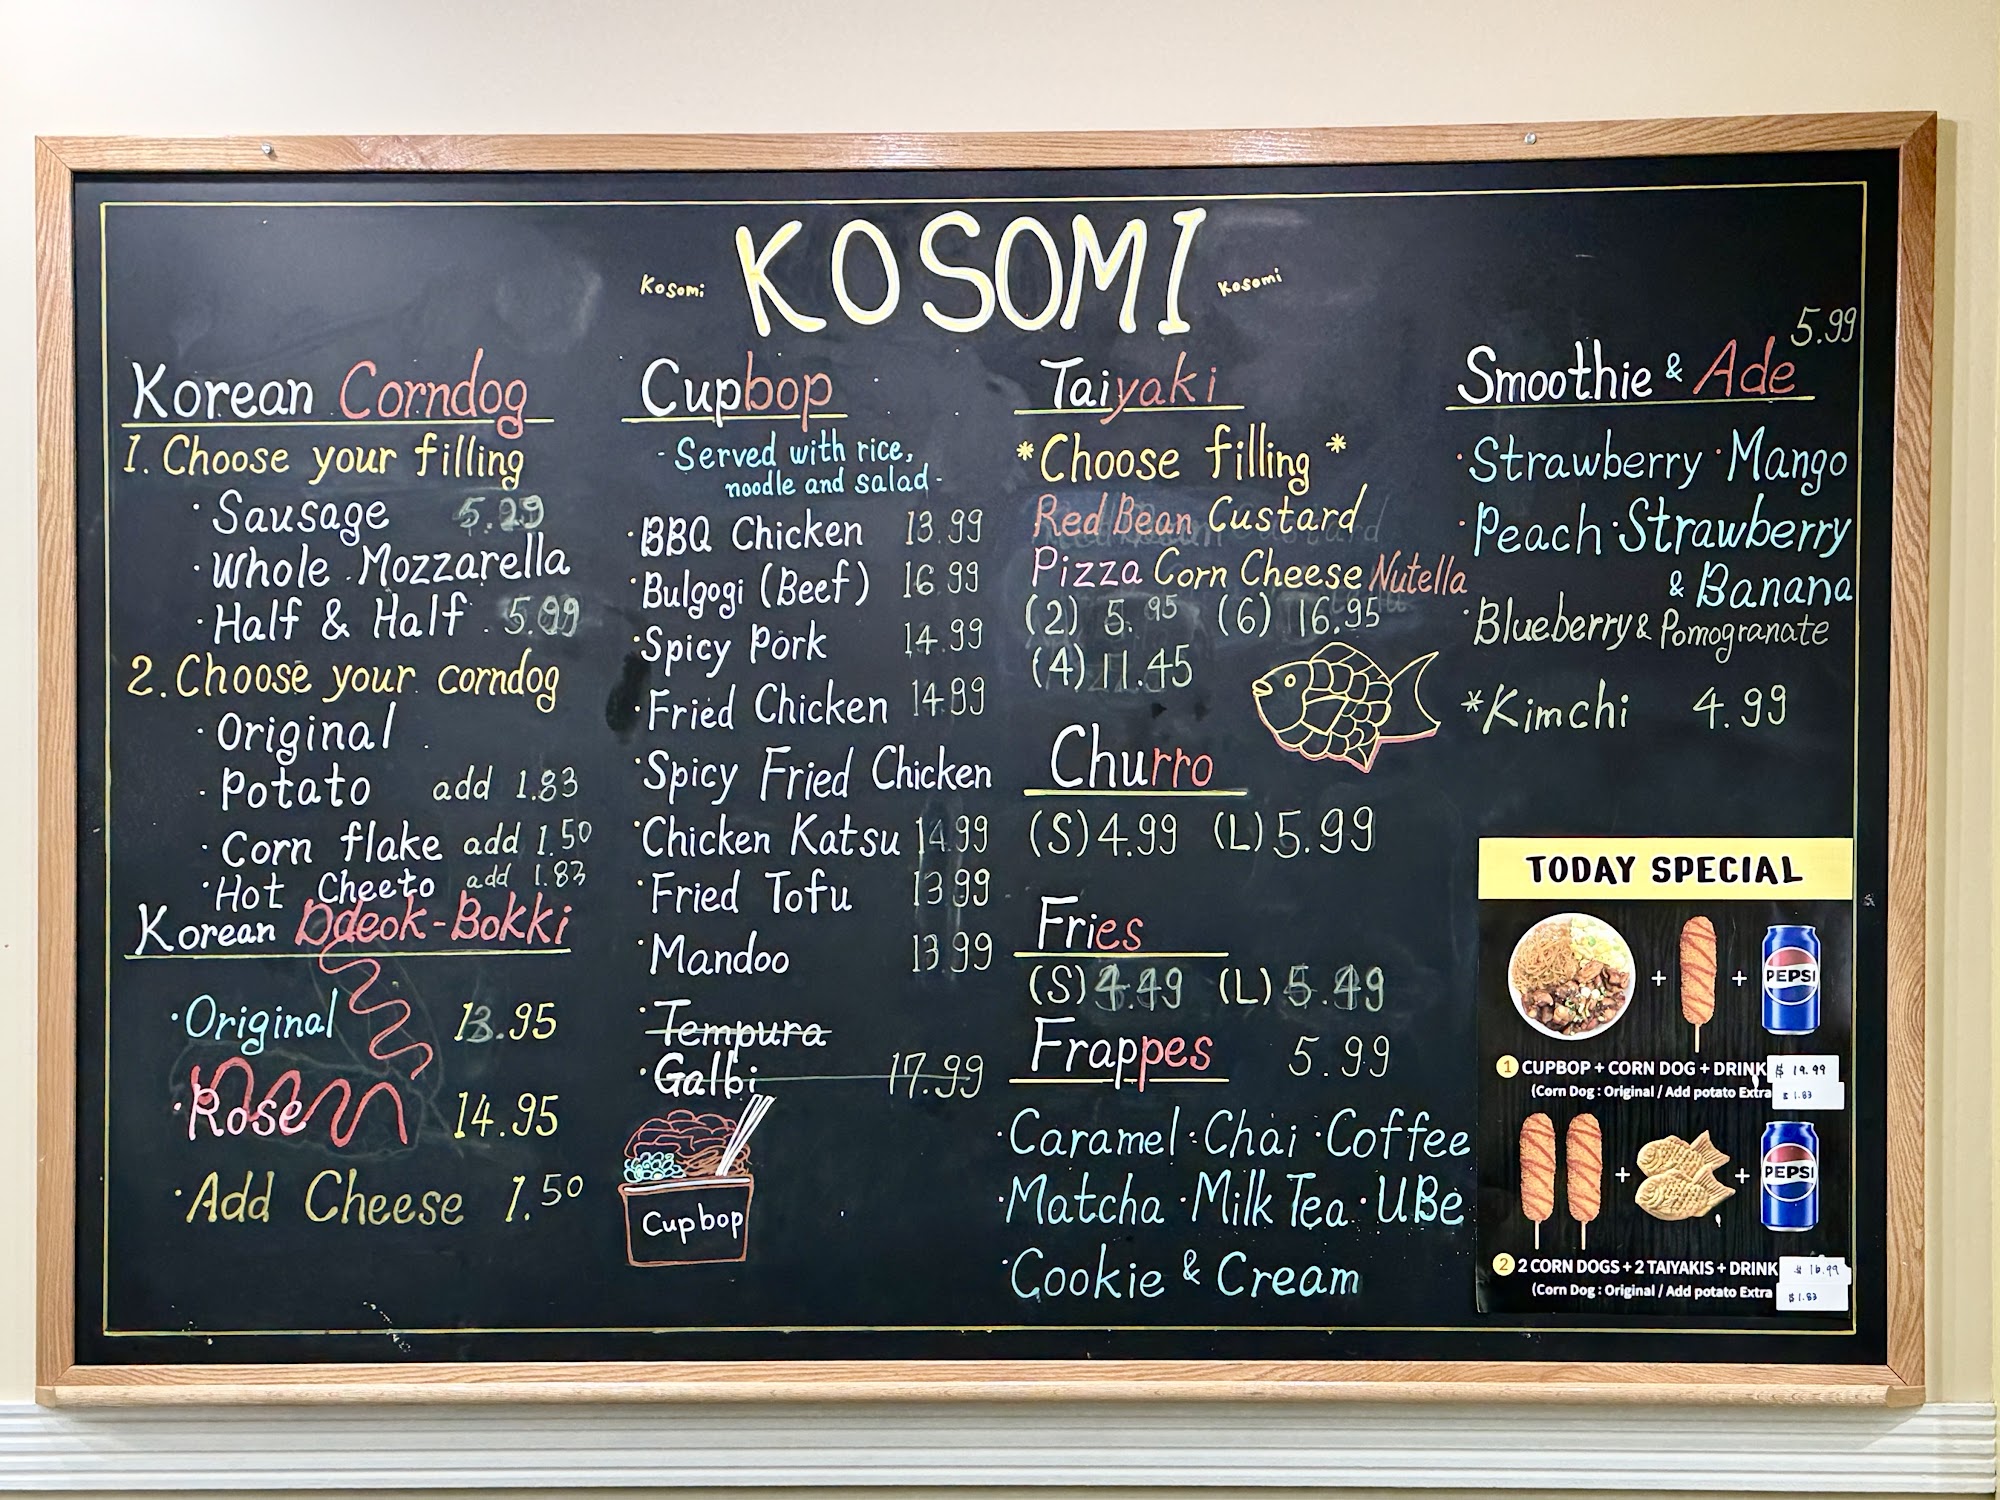 KOSOMI
Kosomi
Kosomi
Korean Corndog
1. Choose your filling
· Sausage 5.29
· Whole Mozzarella
· Half & Half 5.99
2. Choose your corndog
· Original
· Potato add 1.83
· Corn flake add 1.50
· Hot Cheeto add 1.83
Korean Ddeok-Bokki
· Original 13.95
· Rosé 14.95
· Add Cheese 1.50
Cupbop
- Served with rice,
noodle and salad -
· BBQ Chicken 13.99
· Bulgogi (Beef) 16.99
· Spicy Pork 14.99
· Fried Chicken 14.99
· Spicy Fried Chicken
· Chicken Katsu 14.99
· Fried Tofu 13.99
· Mandoo 13.99
· Tempura
· Galbi 17.99
Cupbop
Taiyaki
* Choose filling *
Red Bean Custard
Pizza Corn Cheese Nutella
(2) 5.95 (6) 16.95
(4) 11.45
Churro
(S) 4.99 (L) 5.99
Fries
(S) 4.49 (L) 5.49
Frappes 5.99
· Caramel · Chai · Coffee
· Matcha · Milk Tea · UBe
· Cookie & Cream
Smoothie & Ade 5.99
· Strawberry · Mango
· Peach · Strawberry
& Banana
· Blueberry & Pomogranate
* Kimchi 4.99
TODAY SPECIAL
PEPSI
1 CUPBOP + CORN DOG + DRINK $ 19.99
(Corn Dog : Original / Add potato Extra $ 1.83
PEPSI
2 2 CORN DOGS + 2 TAIYAKIS + DRINK $ 16.99
(Corn Dog : Original / Add potato Extra $ 1.83